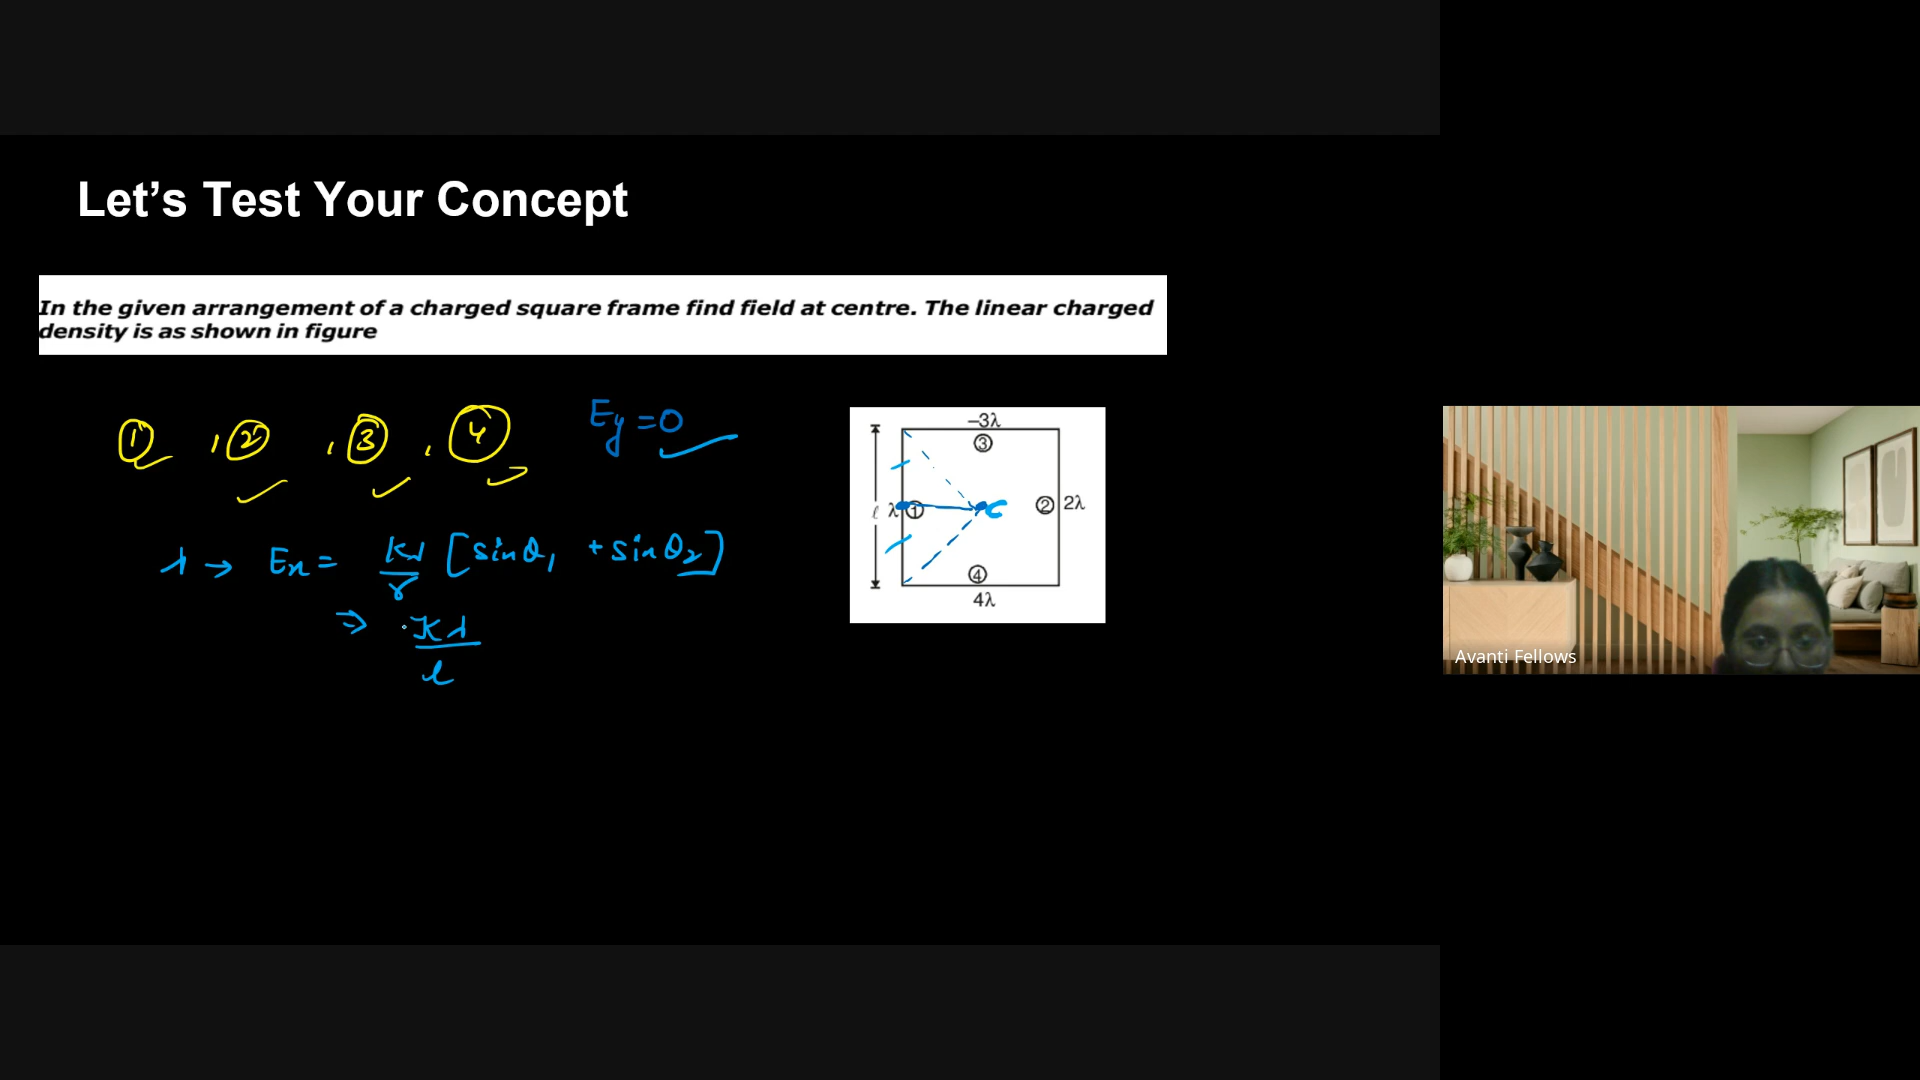 Let's Test Your Concept
In the given arrangement of a charged square frame find field at centre. The linear charged
density is as shown in figure
① , ② , ③ , ④
Ey = 0
λ → Ex = Kλ/r [sinθ₁ + sinθ₂]
⇒ Kλ/l
−3λ
③
ℓ λ ① C ② 2λ
④
4λ
Avanti Fellows